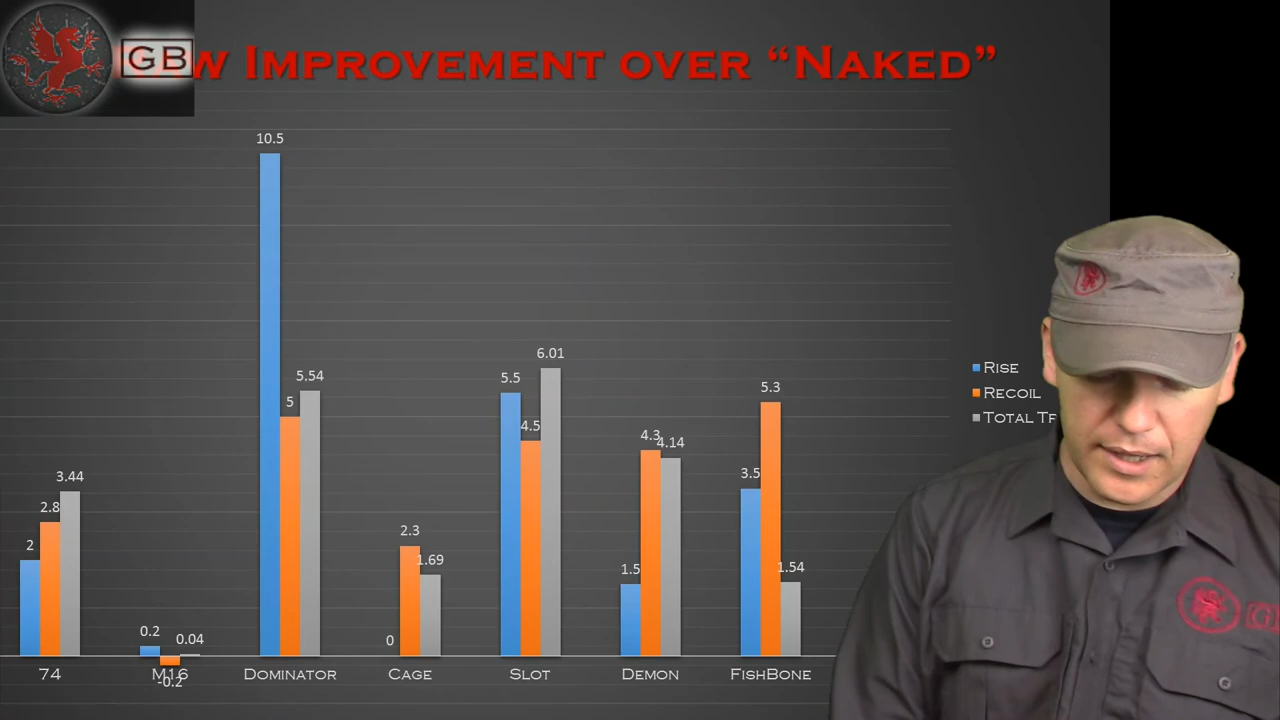 GB
Improvement over “Naked”
10.5
6.01
5.54
5.5
5.3
5
4.5
4.3
4.14
3.44
3.5
2.8
2.3
2
1.69
1.5
1.54
0.2
0.04
0
-0.2
74
M16
Dominator
Cage
Slot
Demon
FishBone
Rise
Recoil
Total